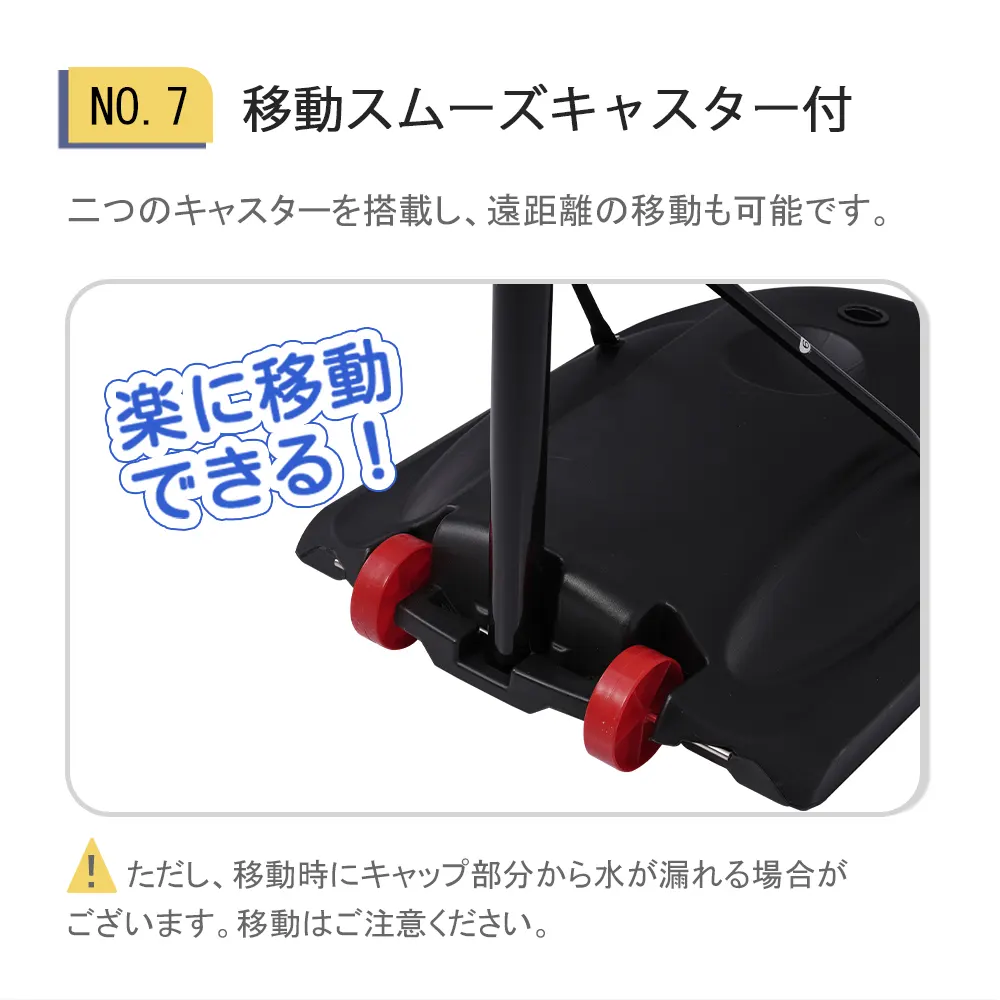 NO. 7
移動スムーズキャスター付
二つのキャスターを搭載し、遠距離の移動も可能です。
楽に移動
できる！
！ただし、移動時にキャップ部分から水が漏れる場合が
ございます。移動はご注意ください。